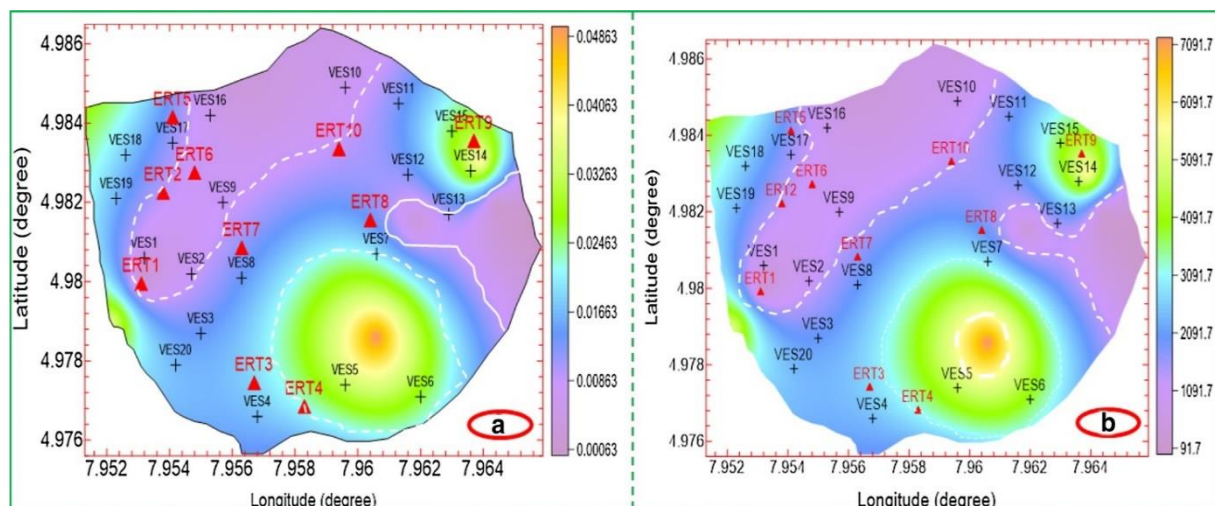 4.986
4.984
4.982
4.98
4.978
4.976
Latitude (degree)
7.952
7.954
7.956
7.958
7.96
7.962
7.964
Longitude (degree)
VES10
VES11
VES16
ERT5
VES17
VES18
VES15
ERT9
ERT10
VES14
VES12
ERT6
ERT2
VES19
VES9
VES13
ERT8
VES7
VES1
ERT7
ERT1
VES2
VES8
VES3
VES20
ERT3
ERT4
VES4
VES5
VES6
a
0.04863
0.04063
0.03263
0.02463
0.01663
0.00863
0.00063
4.986
4.984
4.982
4.98
4.978
4.976
Latitude (degree)
7.952
7.954
7.956
7.958
7.96
7.962
7.964
Longitude (degree)
VES10
VES11
ERT5
VES16
VES17
VES15
ERT9
VES14
VES18
ERT10
ERT6
ERT2
VES12
VES19
VES9
VES13
ERT8
VES7
VES1
ERT7
ERT1
VES2
VES8
VES3
VES20
ERT3
ERT4
VES4
VES5
VES6
b
7091.7
6091.7
5091.7
4091.7
3091.7
2091.7
1091.7
91.7